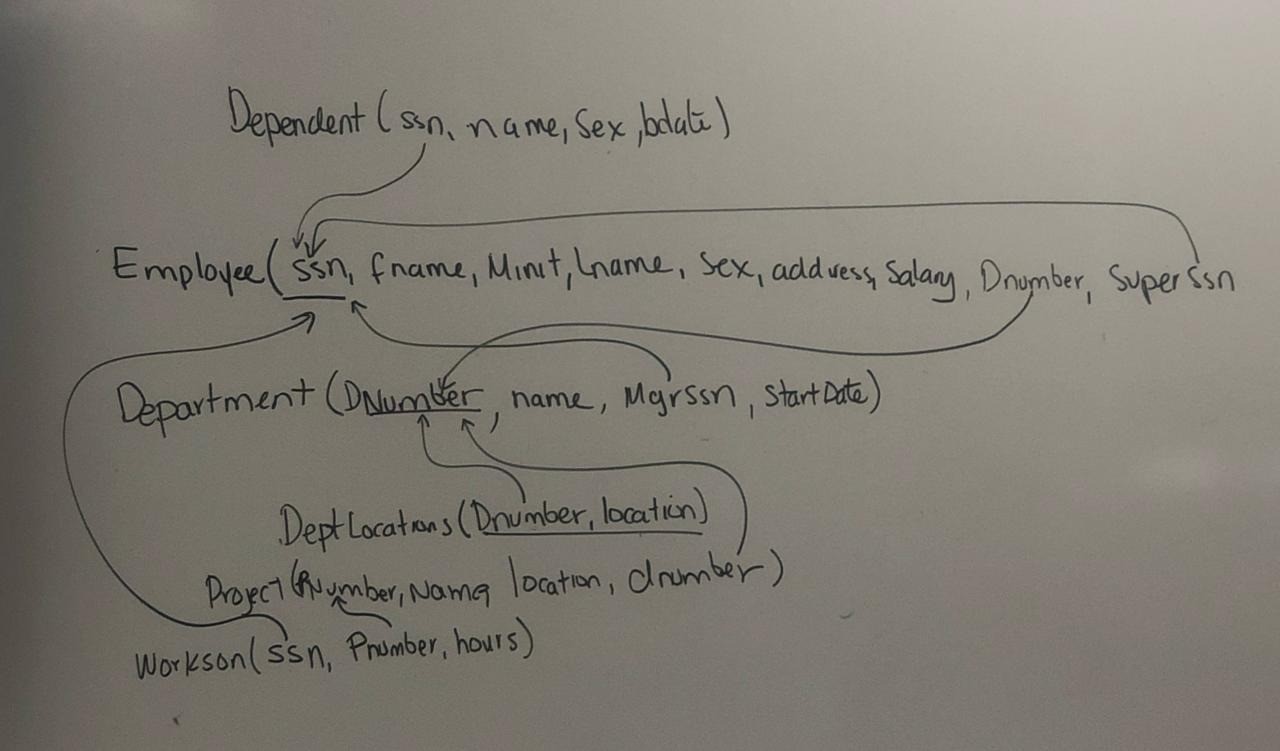 Dependent (ssn, name, Sex, bdate)
Employee (ssn, fname, Minit, Lname, Sex, address, Salary, Dnumber, SuperSsn
Department (DNumber, name, Mgrssn, StartDate)
DeptLocations (Dnumber, location)
Project (PNumber, Name, location, dnumber)
Workson (ssn, Pnumber, hours)